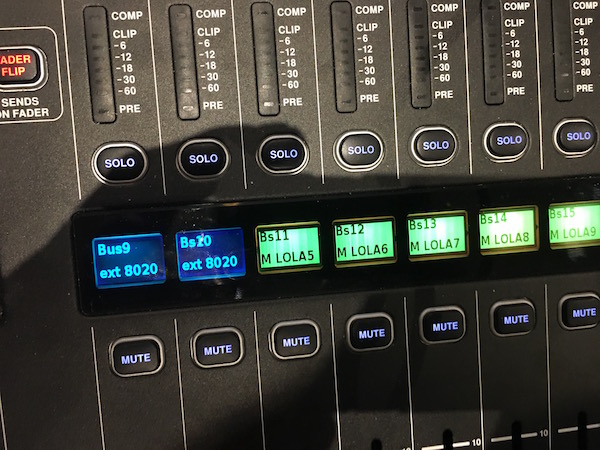 COMP COMP COMP COMP COMP COMP COMP
CLIP CLIP CLIP CLIP CLIP CLIP CLIP
-6 -6 -6 -6 -6 -6 -6
-12 -12 -12 -12 -12 -12 -12
-18 -18 -18 -18 -18 -18 -18
-30 -30 -30 -30 -30 -30 -30
-60 -60 -60 -60 -60 -60 -60
PRE PRE PRE PRE PRE PRE PRE
ADER
FLIP
SENDS
ON FADER
SOLO SOLO SOLO SOLO SOLO SOLO SOLO
Bus9 Bs10 Bs11 Bs12 Bs13 Bs14 Bs15
ext 8020 ext 8020 M LOLA5 M LOLA6 M LOLA7 M LOLA8 M LOLA9
MUTE MUTE MUTE MUTE MUTE MUTE MUTE
10 10 10